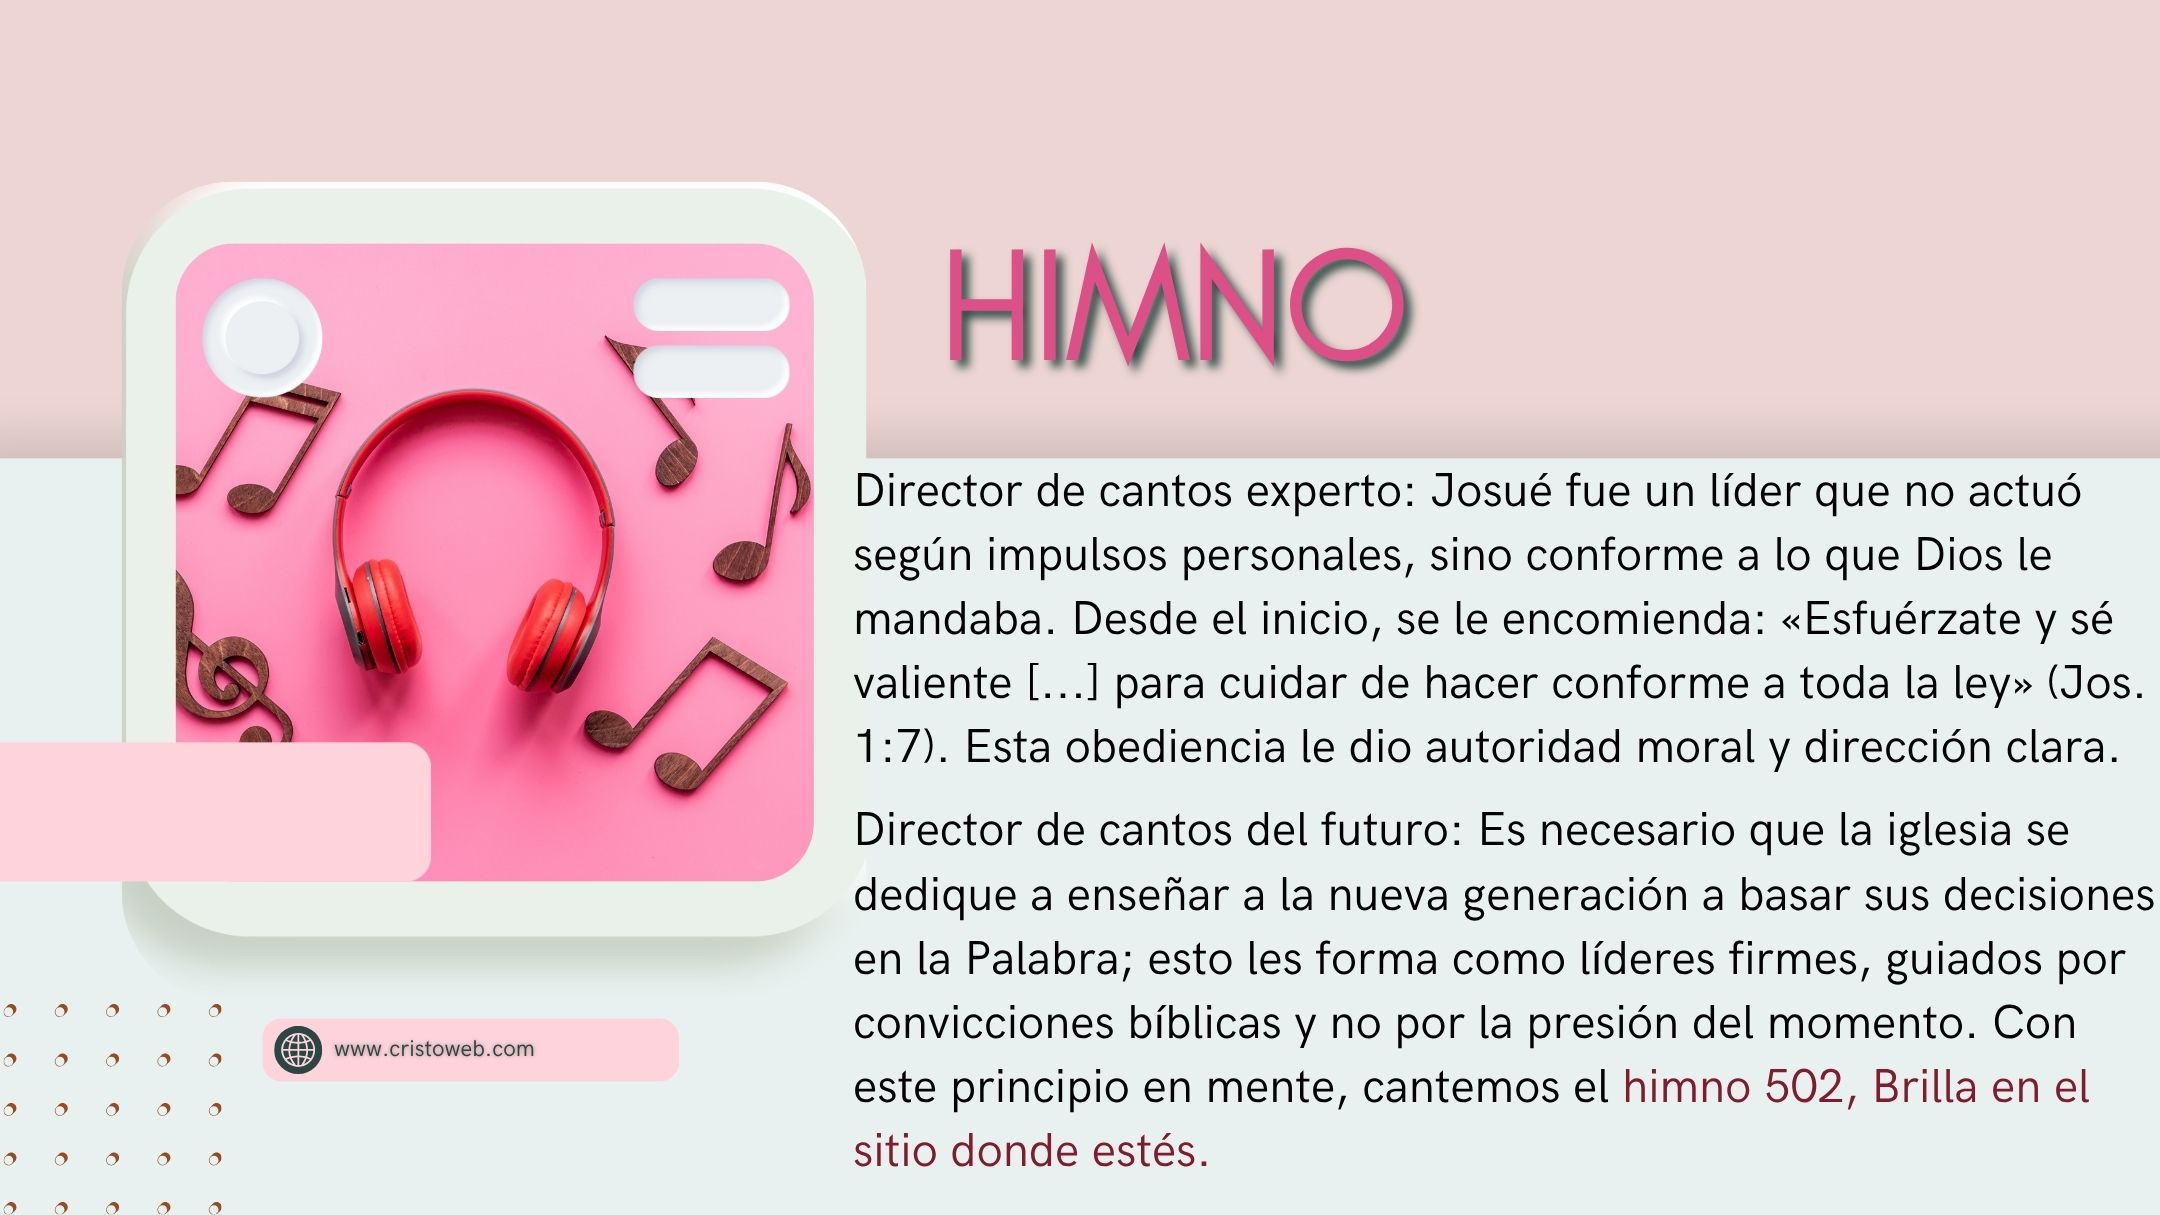 HIMNO
Director de cantos experto: Josué fue un líder que no actuó
según impulsos personales, sino conforme a lo que Dios le
mandaba. Desde el inicio, se le encomienda: «Esfuérzate y sé
valiente [...] para cuidar de hacer conforme a toda la ley» (Jos.
1:7). Esta obediencia le dio autoridad moral y dirección clara.
Director de cantos del futuro: Es necesario que la iglesia se
dedique a enseñar a la nueva generación a basar sus decisiones
en la Palabra; esto les forma como líderes firmes, guiados por
convicciones bíblicas y no por la presión del momento. Con
este principio en mente, cantemos el himno 502, Brilla en el
sitio donde estés.
www.cristoweb.com